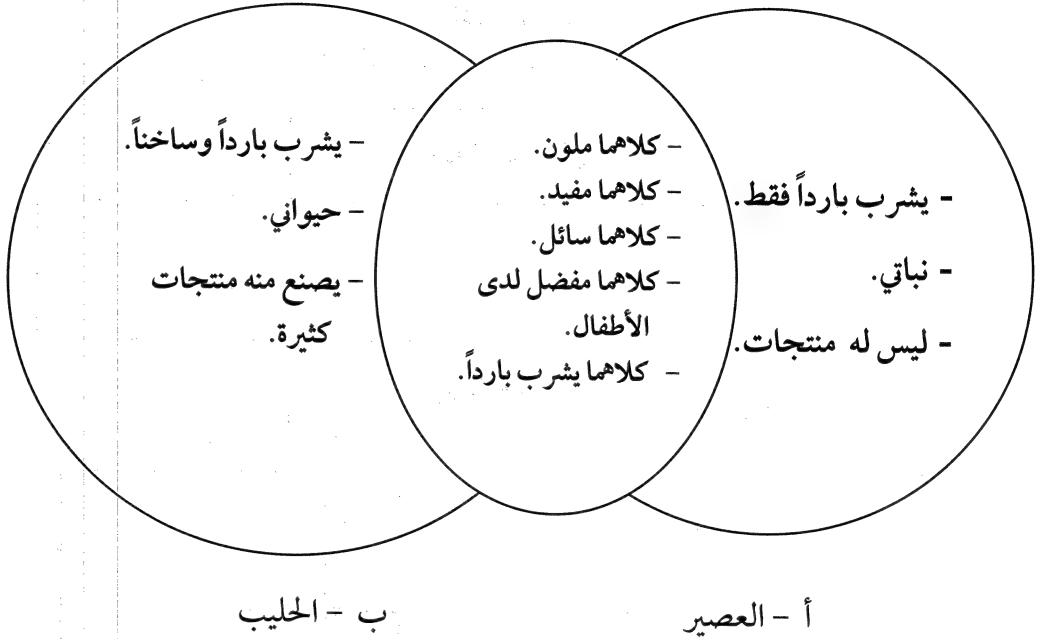 - يشرب بارداً فقط.
- نباتي.
- ليس له منتجات.
- كلاهما ملون.
- كلاهما مفيد.
- كلاهما سائل.
- كلاهما مفضل لدى
الأطفال.
- كلاهما يشرب بارداً.
- يشرب بارداً وساخناً.
- حيواني.
- يصنع منه منتجات
كثيرة.
أ - العصير
ب - الحليب